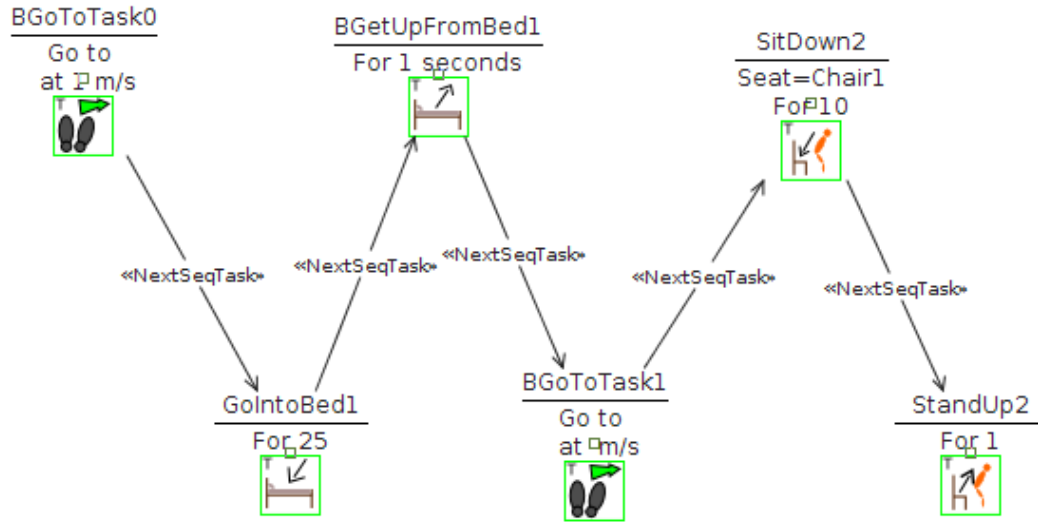 BGoToTask0
Go to
at 1 m/s
T
BGetUpFromBed1
For 1 seconds
T
SitDown2
Seat=Chair1
For 10
T
«NextSeqTask»
«NextSeqTask»
«NextSeqTask»
«NextSeqTask»
«NextSeqTask»
GoIntoBed1
For 25
T
BGoToTask1
Go to
at m/s
T
StandUp2
For 1
T